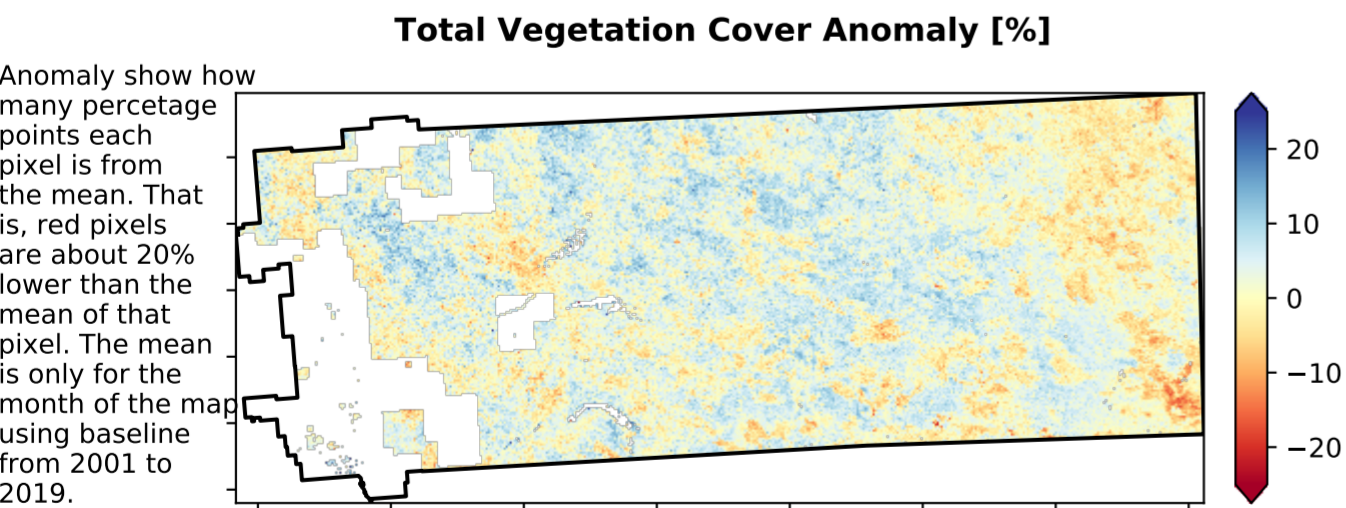 Total Vegetation Cover Anomaly [%]
Anomaly show how
many percetage
points each
pixel is from
the mean. That
is, red pixels
are about 20%
lower than the
mean of that
pixel. The mean
is only for the
month of the map
using baseline
from 2001 to
2019.
20
10
0
−10
−20